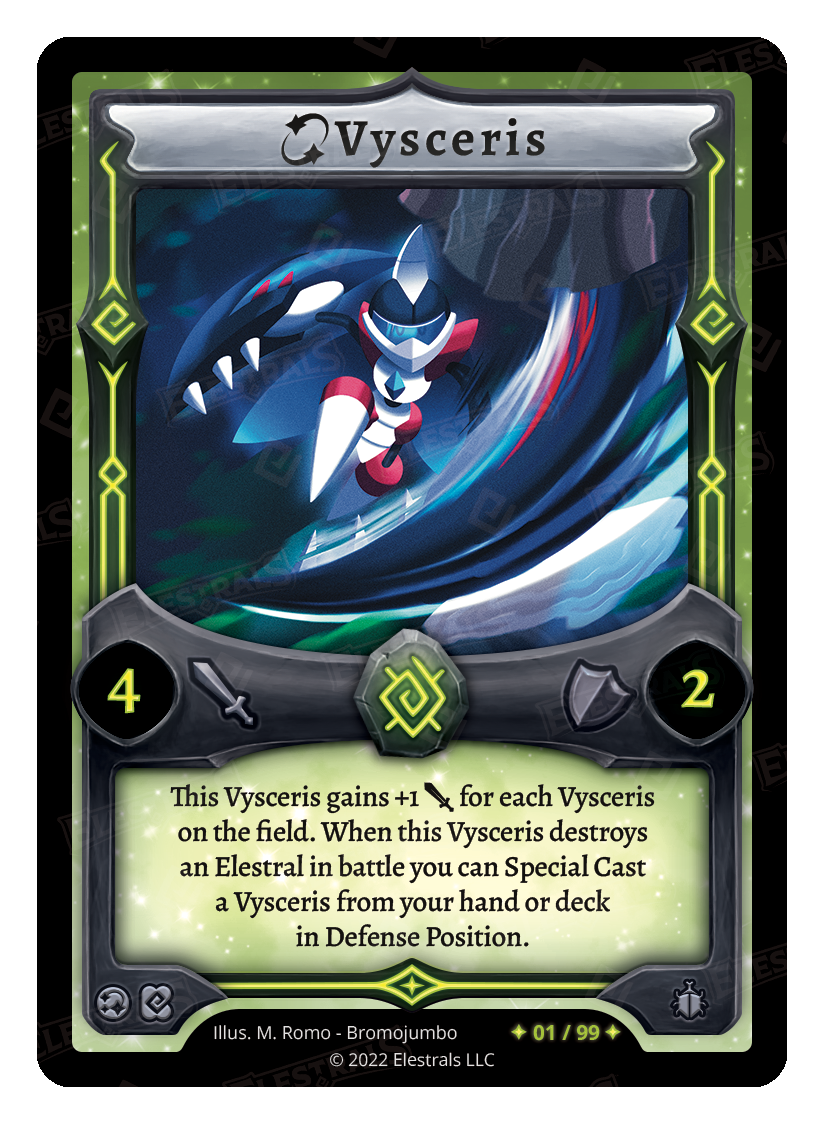 Vysceris
4
2
This Vysceris gains +1 for each Vysceris
on the field. When this Vysceris destroys
an Elestral in battle you can Special Cast
a Vysceris from your hand or deck
in Defense Position.
Illus. M. Romo - Bromojumbo
01 / 99
© 2022 Elestrals LLC
ELESTRALS